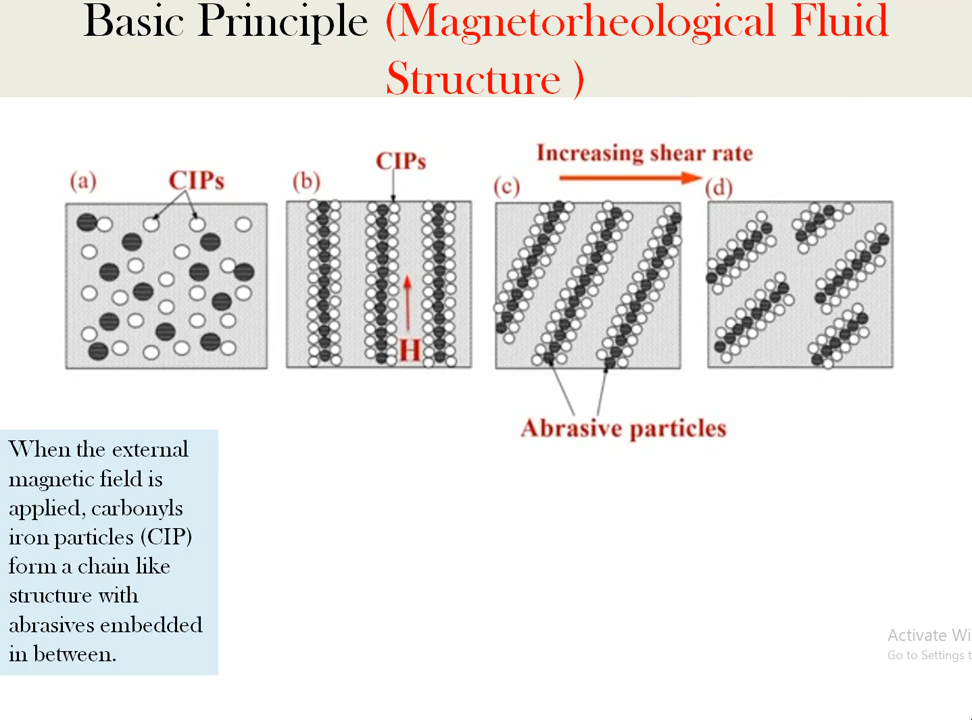 Basic Principle (Magnetorheological Fluid
Structure )
Increasing shear rate
(a) CIPs (b) CIPs (c) (d)
H
Abrasive particles
When the external
magnetic field is
applied, carbonyls
iron particles (CIP)
form a chain like
structure with
abrasives embedded
in between.
Activate Wi
Go to Settings t